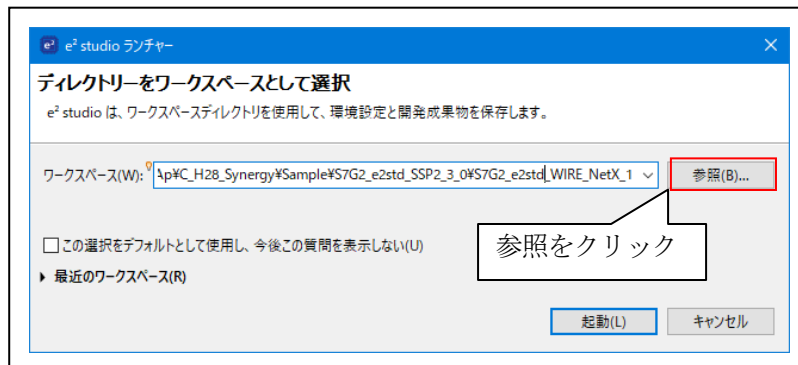 e² studio ランチャー
ディレクトリーをワークスペースとして選択
e² studio は、ワークスペースディレクトリを使用して、環境設定と開発成果物を保存します。
ワークスペース(W): Ap¥C_H28_Synergy¥Sample¥S7G2_e2std_SSP2_3_0¥S7G2_e2std_WIRE_NetX_1 参照(B)...
参照をクリック
この選択をデフォルトとして使用し、今後この質問を表示しない(U)
最近のワークスペース(R)
起動(L) キャンセル